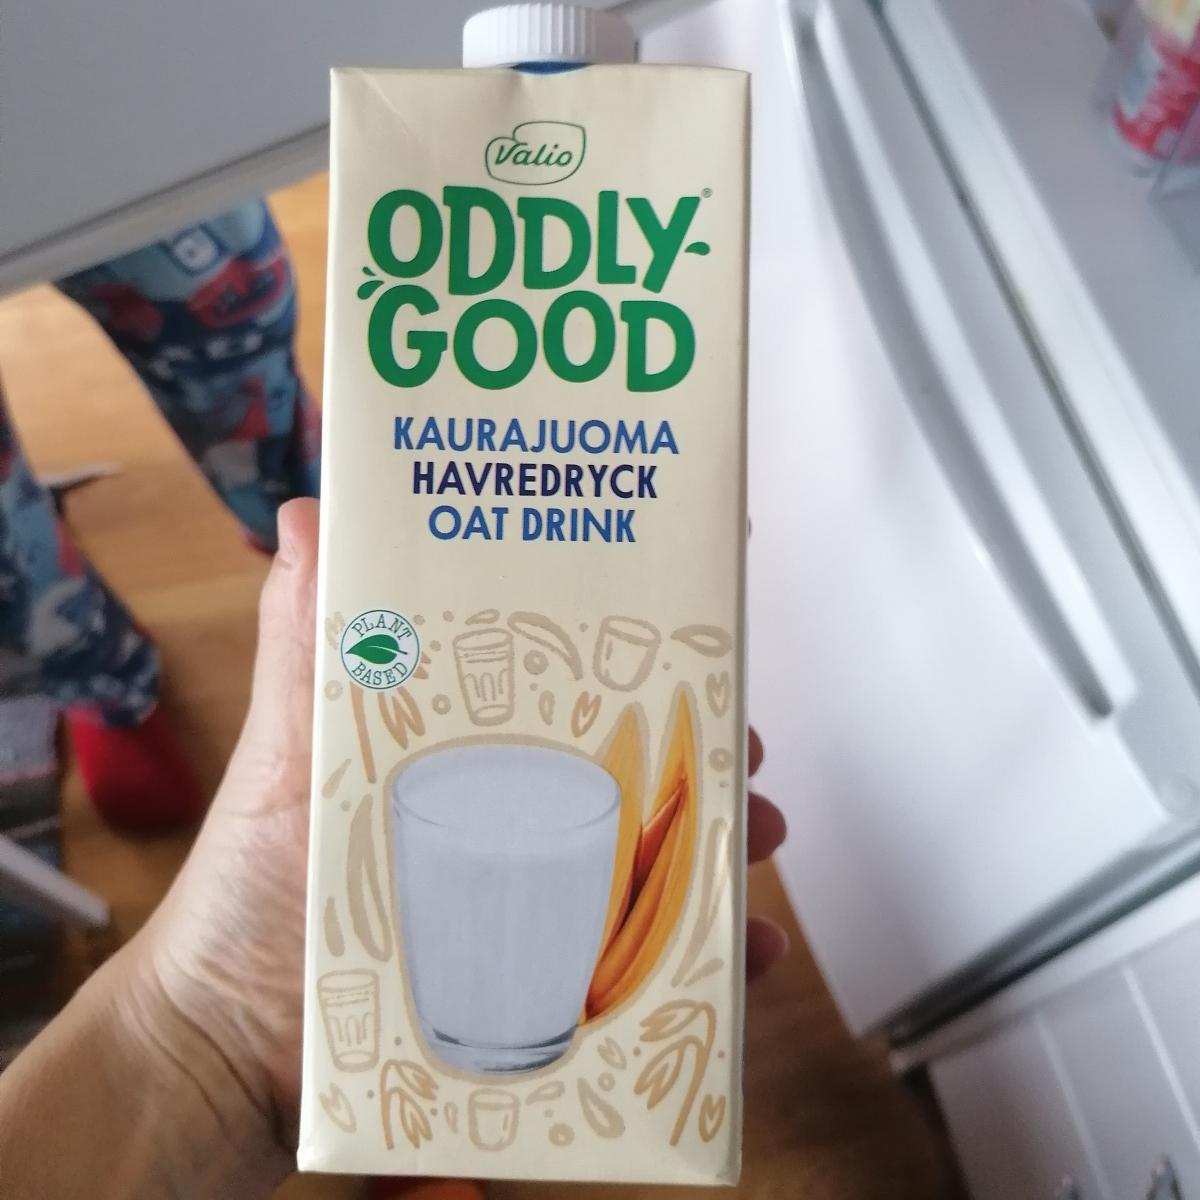 Valio
ODDLY
GOOD
KAURAJUOMA
HAVREDRYCK
OAT DRINK
PLANT
BASED